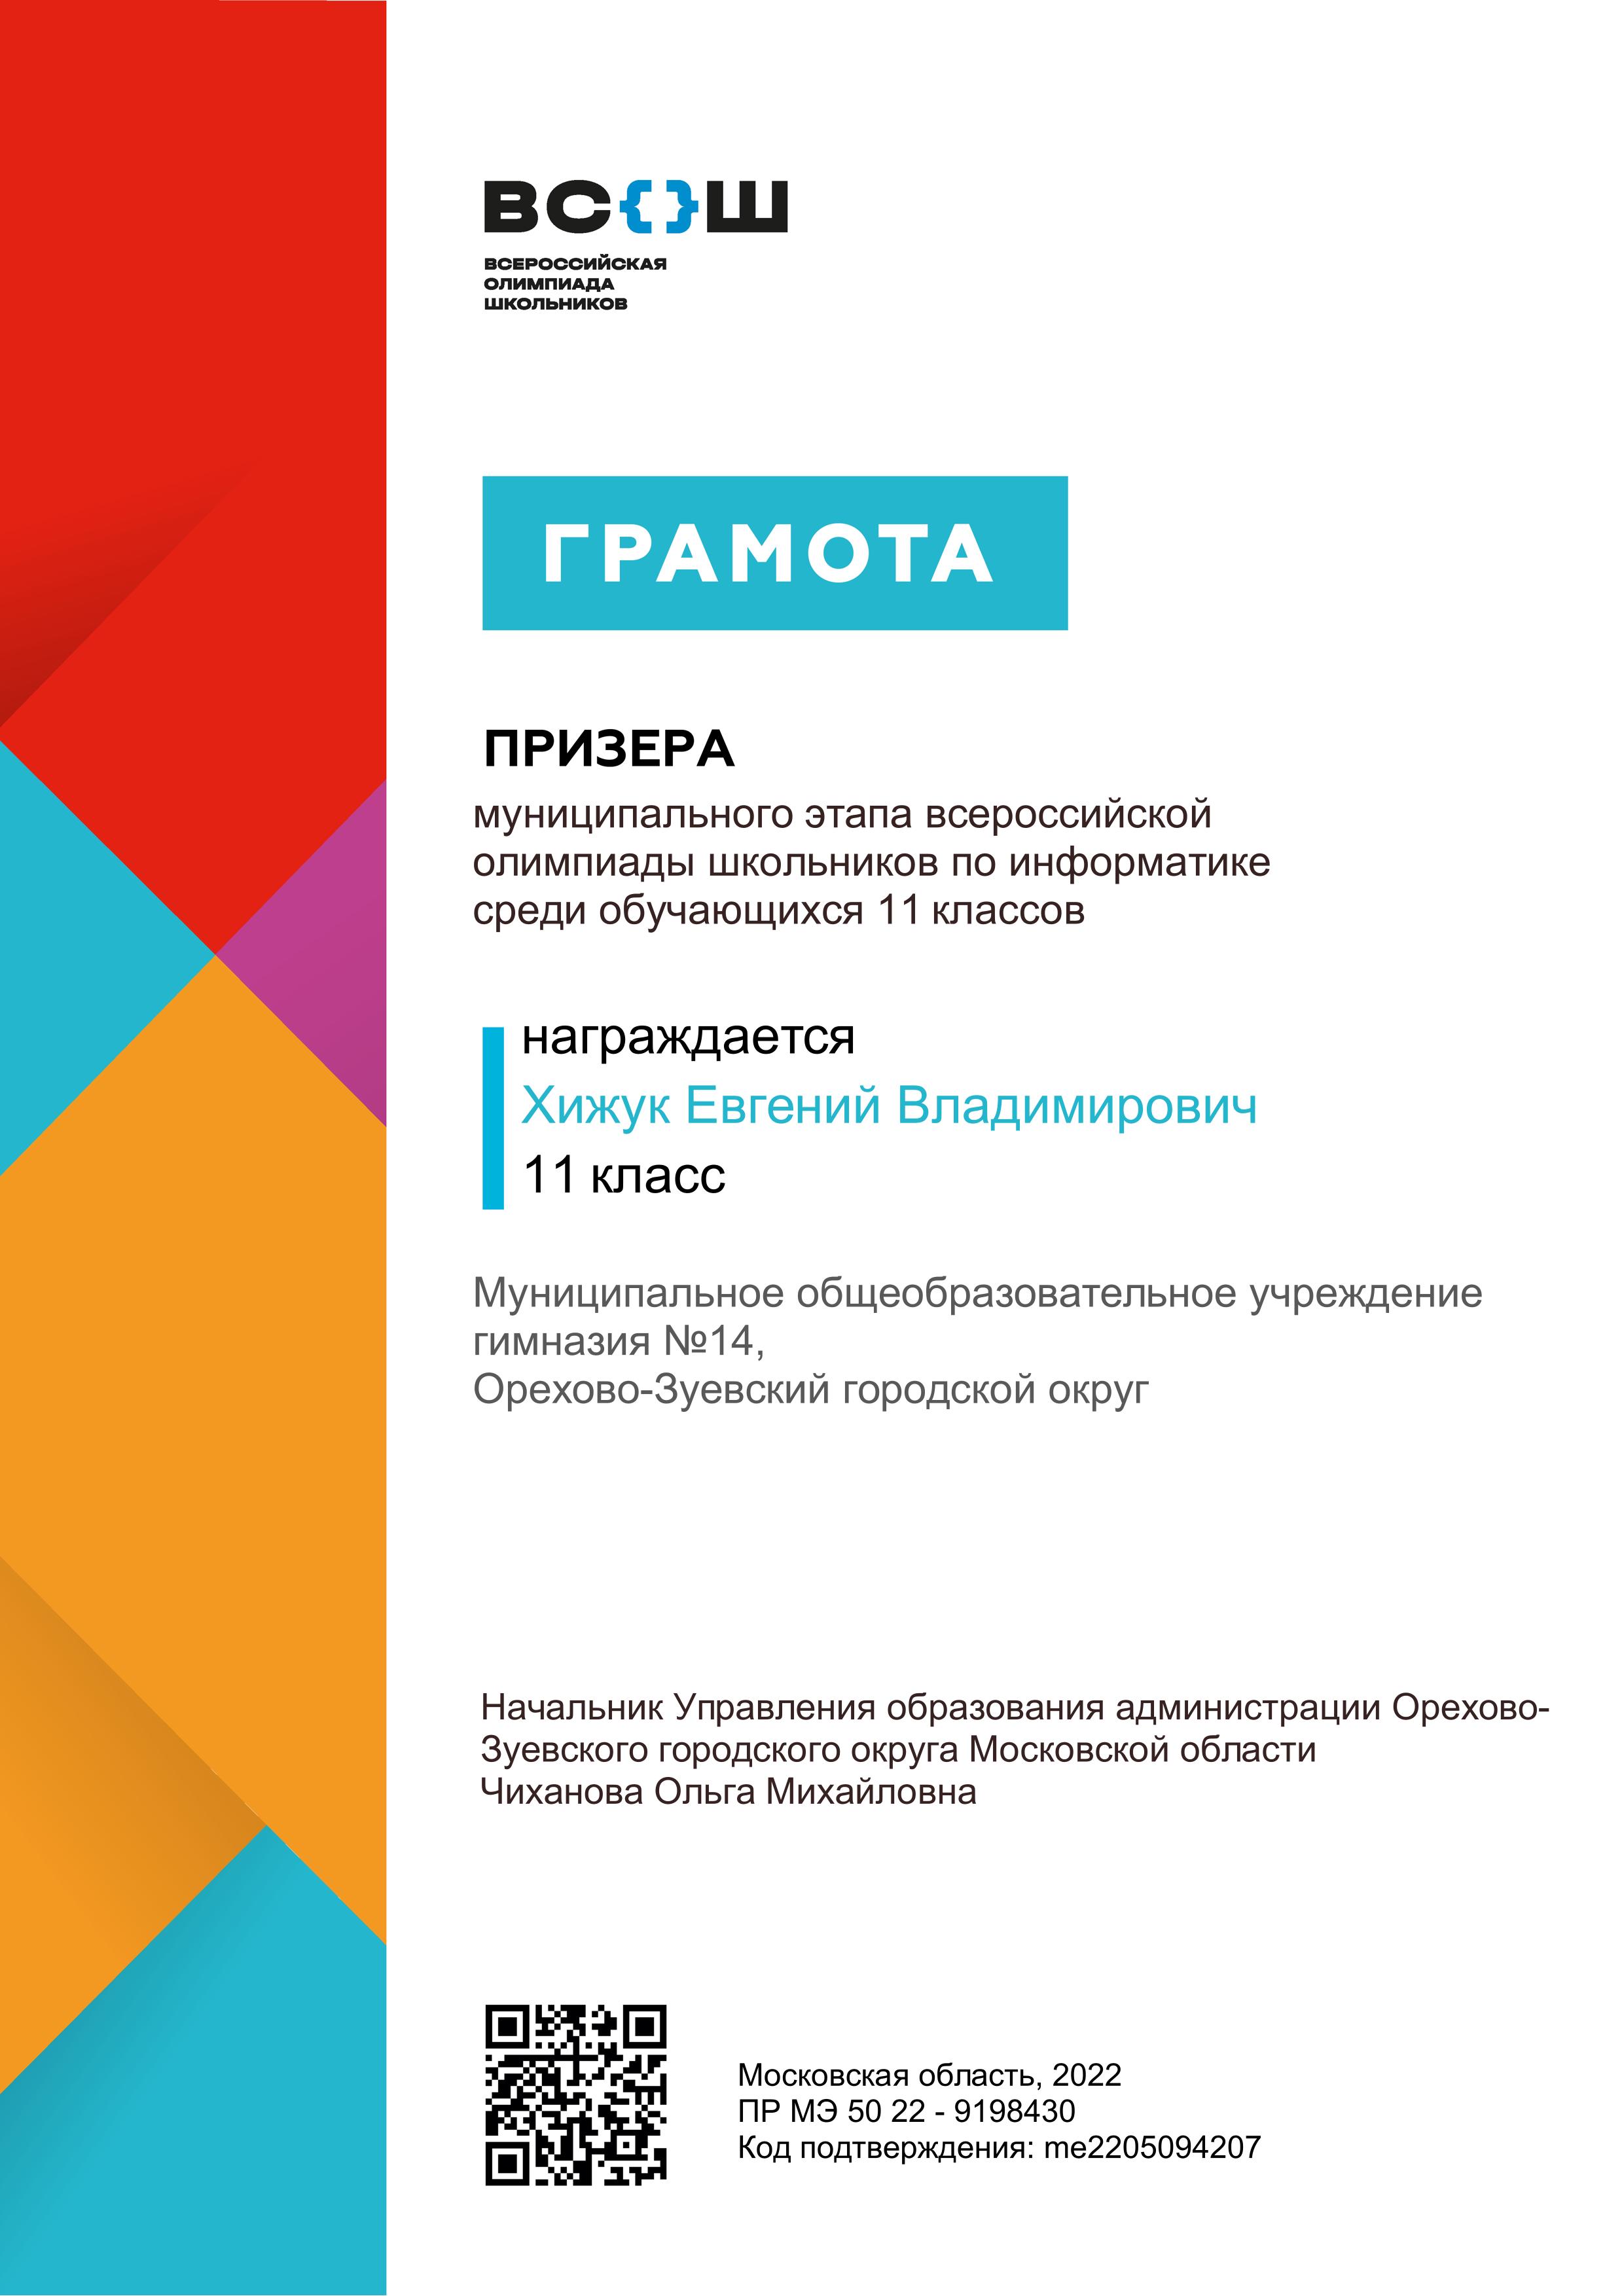 ВС{}Ш
ВСЕРОССИЙСКАЯ
ОЛИМПИАДА
ШКОЛЬНИКОВ
ГРАМОТА
ПРИЗЕРА
муниципального этапа всероссийской
олимпиады школьников по информатике
среди обучающихся 11 классов
награждается
Хижук Евгений Владимирович
11 класс
Муниципальное общеобразовательное учреждение
гимназия №14,
Орехово-Зуевский городской округ
Начальник Управления образования администрации Орехово-
Зуевского городского округа Московской области
Чиханова Ольга Михайловна
Московская область, 2022
ПР МЭ 50 22 - 9198430
Код подтверждения: me2205094207